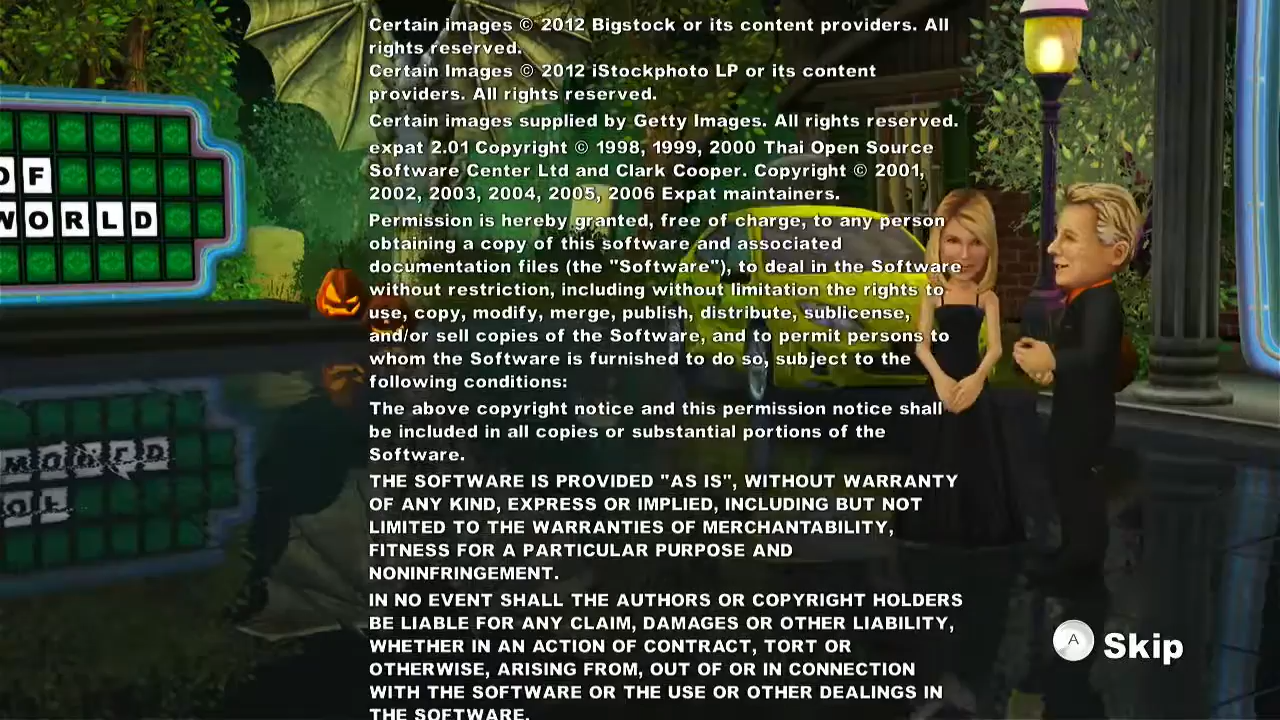 Certain images © 2012 Bigstock or its content providers. All
rights reserved.
Certain Images © 2012 iStockphoto LP or its content
providers. All rights reserved.
Certain images supplied by Getty Images. All rights reserved.
expat 2.01 Copyright © 1998, 1999, 2000 Thai Open Source
Software Center Ltd and Clark Cooper. Copyright © 2001,
2002, 2003, 2004, 2005, 2006 Expat maintainers.
Permission is hereby granted, free of charge, to any person
obtaining a copy of this software and associated
documentation files (the "Software"), to deal in the Software
without restriction, including without limitation the rights to
use, copy, modify, merge, publish, distribute, sublicense,
and/or sell copies of the Software, and to permit persons to
whom the Software is furnished to do so, subject to the
following conditions:
The above copyright notice and this permission notice shall
be included in all copies or substantial portions of the
Software.
THE SOFTWARE IS PROVIDED "AS IS", WITHOUT WARRANTY
OF ANY KIND, EXPRESS OR IMPLIED, INCLUDING BUT NOT
LIMITED TO THE WARRANTIES OF MERCHANTABILITY,
FITNESS FOR A PARTICULAR PURPOSE AND
NONINFRINGEMENT.
IN NO EVENT SHALL THE AUTHORS OR COPYRIGHT HOLDERS
BE LIABLE FOR ANY CLAIM, DAMAGES OR OTHER LIABILITY,
WHETHER IN AN ACTION OF CONTRACT, TORT OR
OTHERWISE, ARISING FROM, OUT OF OR IN CONNECTION
WITH THE SOFTWARE OR THE USE OR OTHER DEALINGS IN
THE SOFTWARE.
OF
WORLD
A Skip